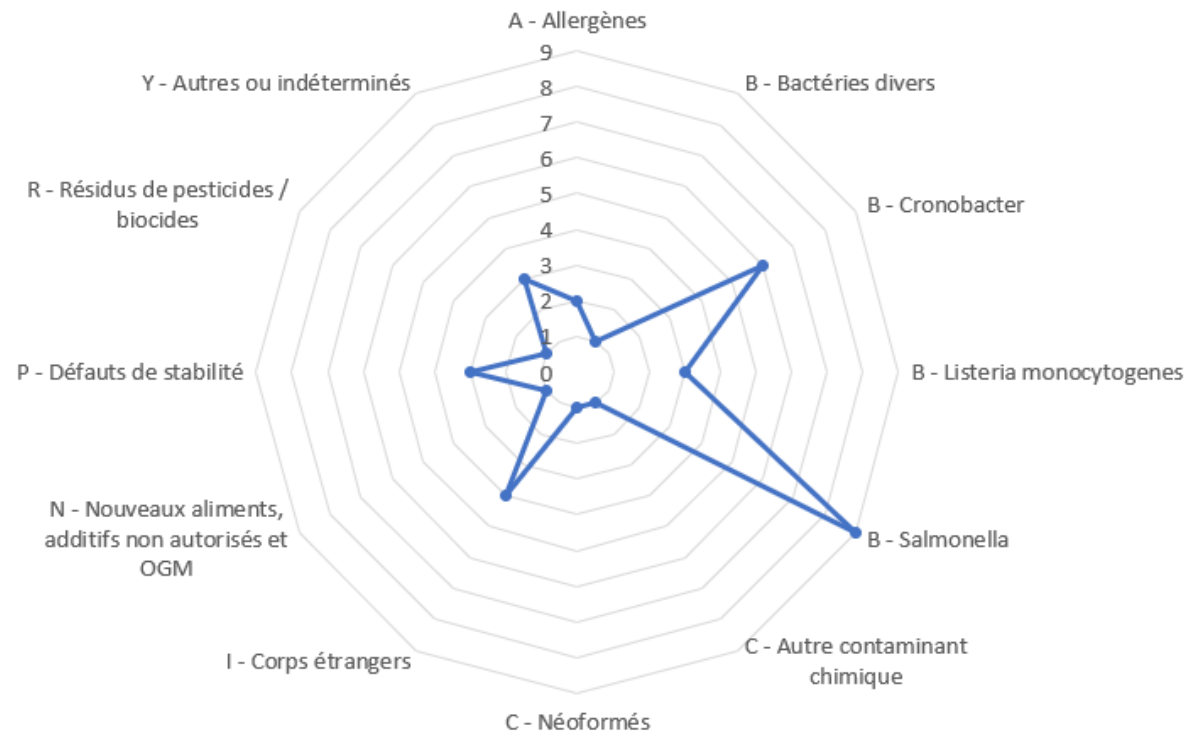 A - Allergènes
9
Y - Autres ou indéterminés
B - Bactéries divers
8
7
R - Résidus de pesticides /
biocides
B - Cronobacter
6
5
4
3
2
1
P - Défauts de stabilité
0
B - Listeria monocytogenes
N - Nouveaux aliments,
additifs non autorisés et
OGM
B - Salmonella
I - Corps étrangers
C - Autre contaminant
chimique
C - Néoformés